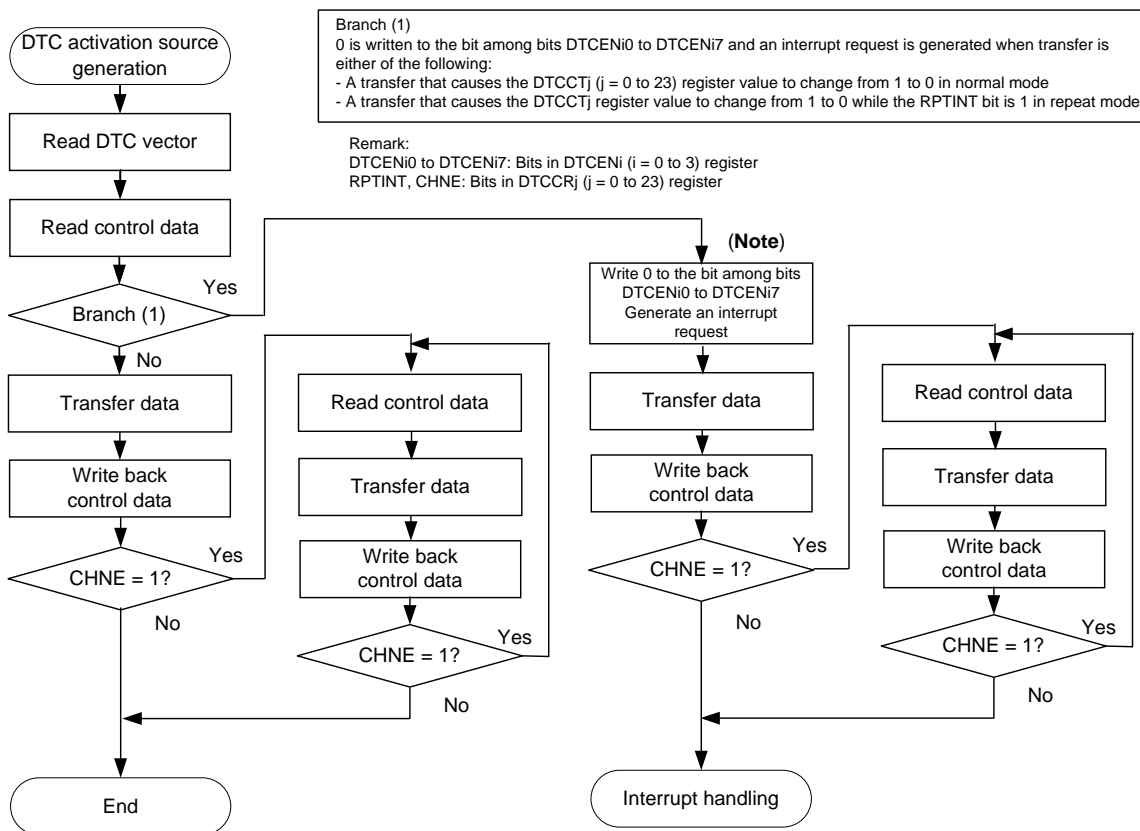 DTC activation source
generation
Read DTC vector
Read control data
Branch (1)
Yes
No
Transfer data
Write back
control data
CHNE = 1?
Yes
No
End
Read control data
Transfer data
Write back
control data
CHNE = 1?
Yes
No
Branch (1)
0 is written to the bit among bits DTCENi0 to DTCENi7 and an interrupt request is generated when transfer is
either of the following:
- A transfer that causes the DTCCTj (j = 0 to 23) register value to change from 1 to 0 in normal mode
- A transfer that causes the DTCCTj register value to change from 1 to 0 while the RPTINT bit is 1 in repeat mode
Remark:
DTCENi0 to DTCENi7: Bits in DTCENi (i = 0 to 3) register
RPTINT, CHNE: Bits in DTCCRj (j = 0 to 23) register
(Note)
Write 0 to the bit among bits
DTCENi0 to DTCENi7
Generate an interrupt
request
Transfer data
Write back
control data
CHNE = 1?
Yes
No
Interrupt handling
Read control data
Transfer data
Write back
control data
CHNE = 1?
Yes
No